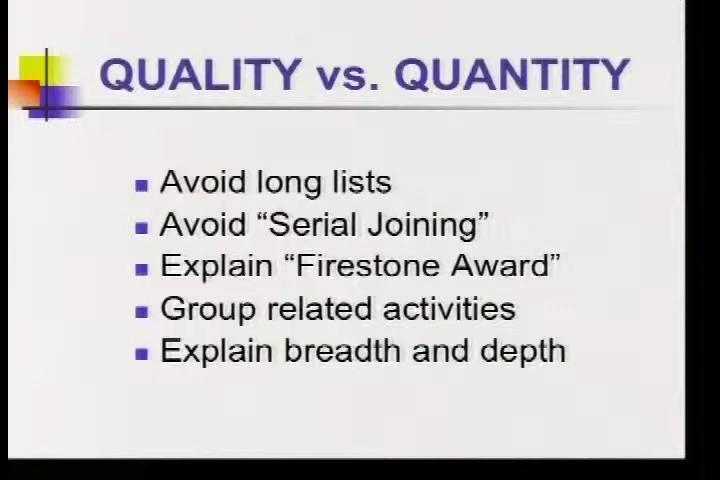 QUALITY vs. QUANTITY
Avoid long lists
Avoid “Serial Joining”
Explain “Firestone Award”
Group related activities
Explain breadth and depth